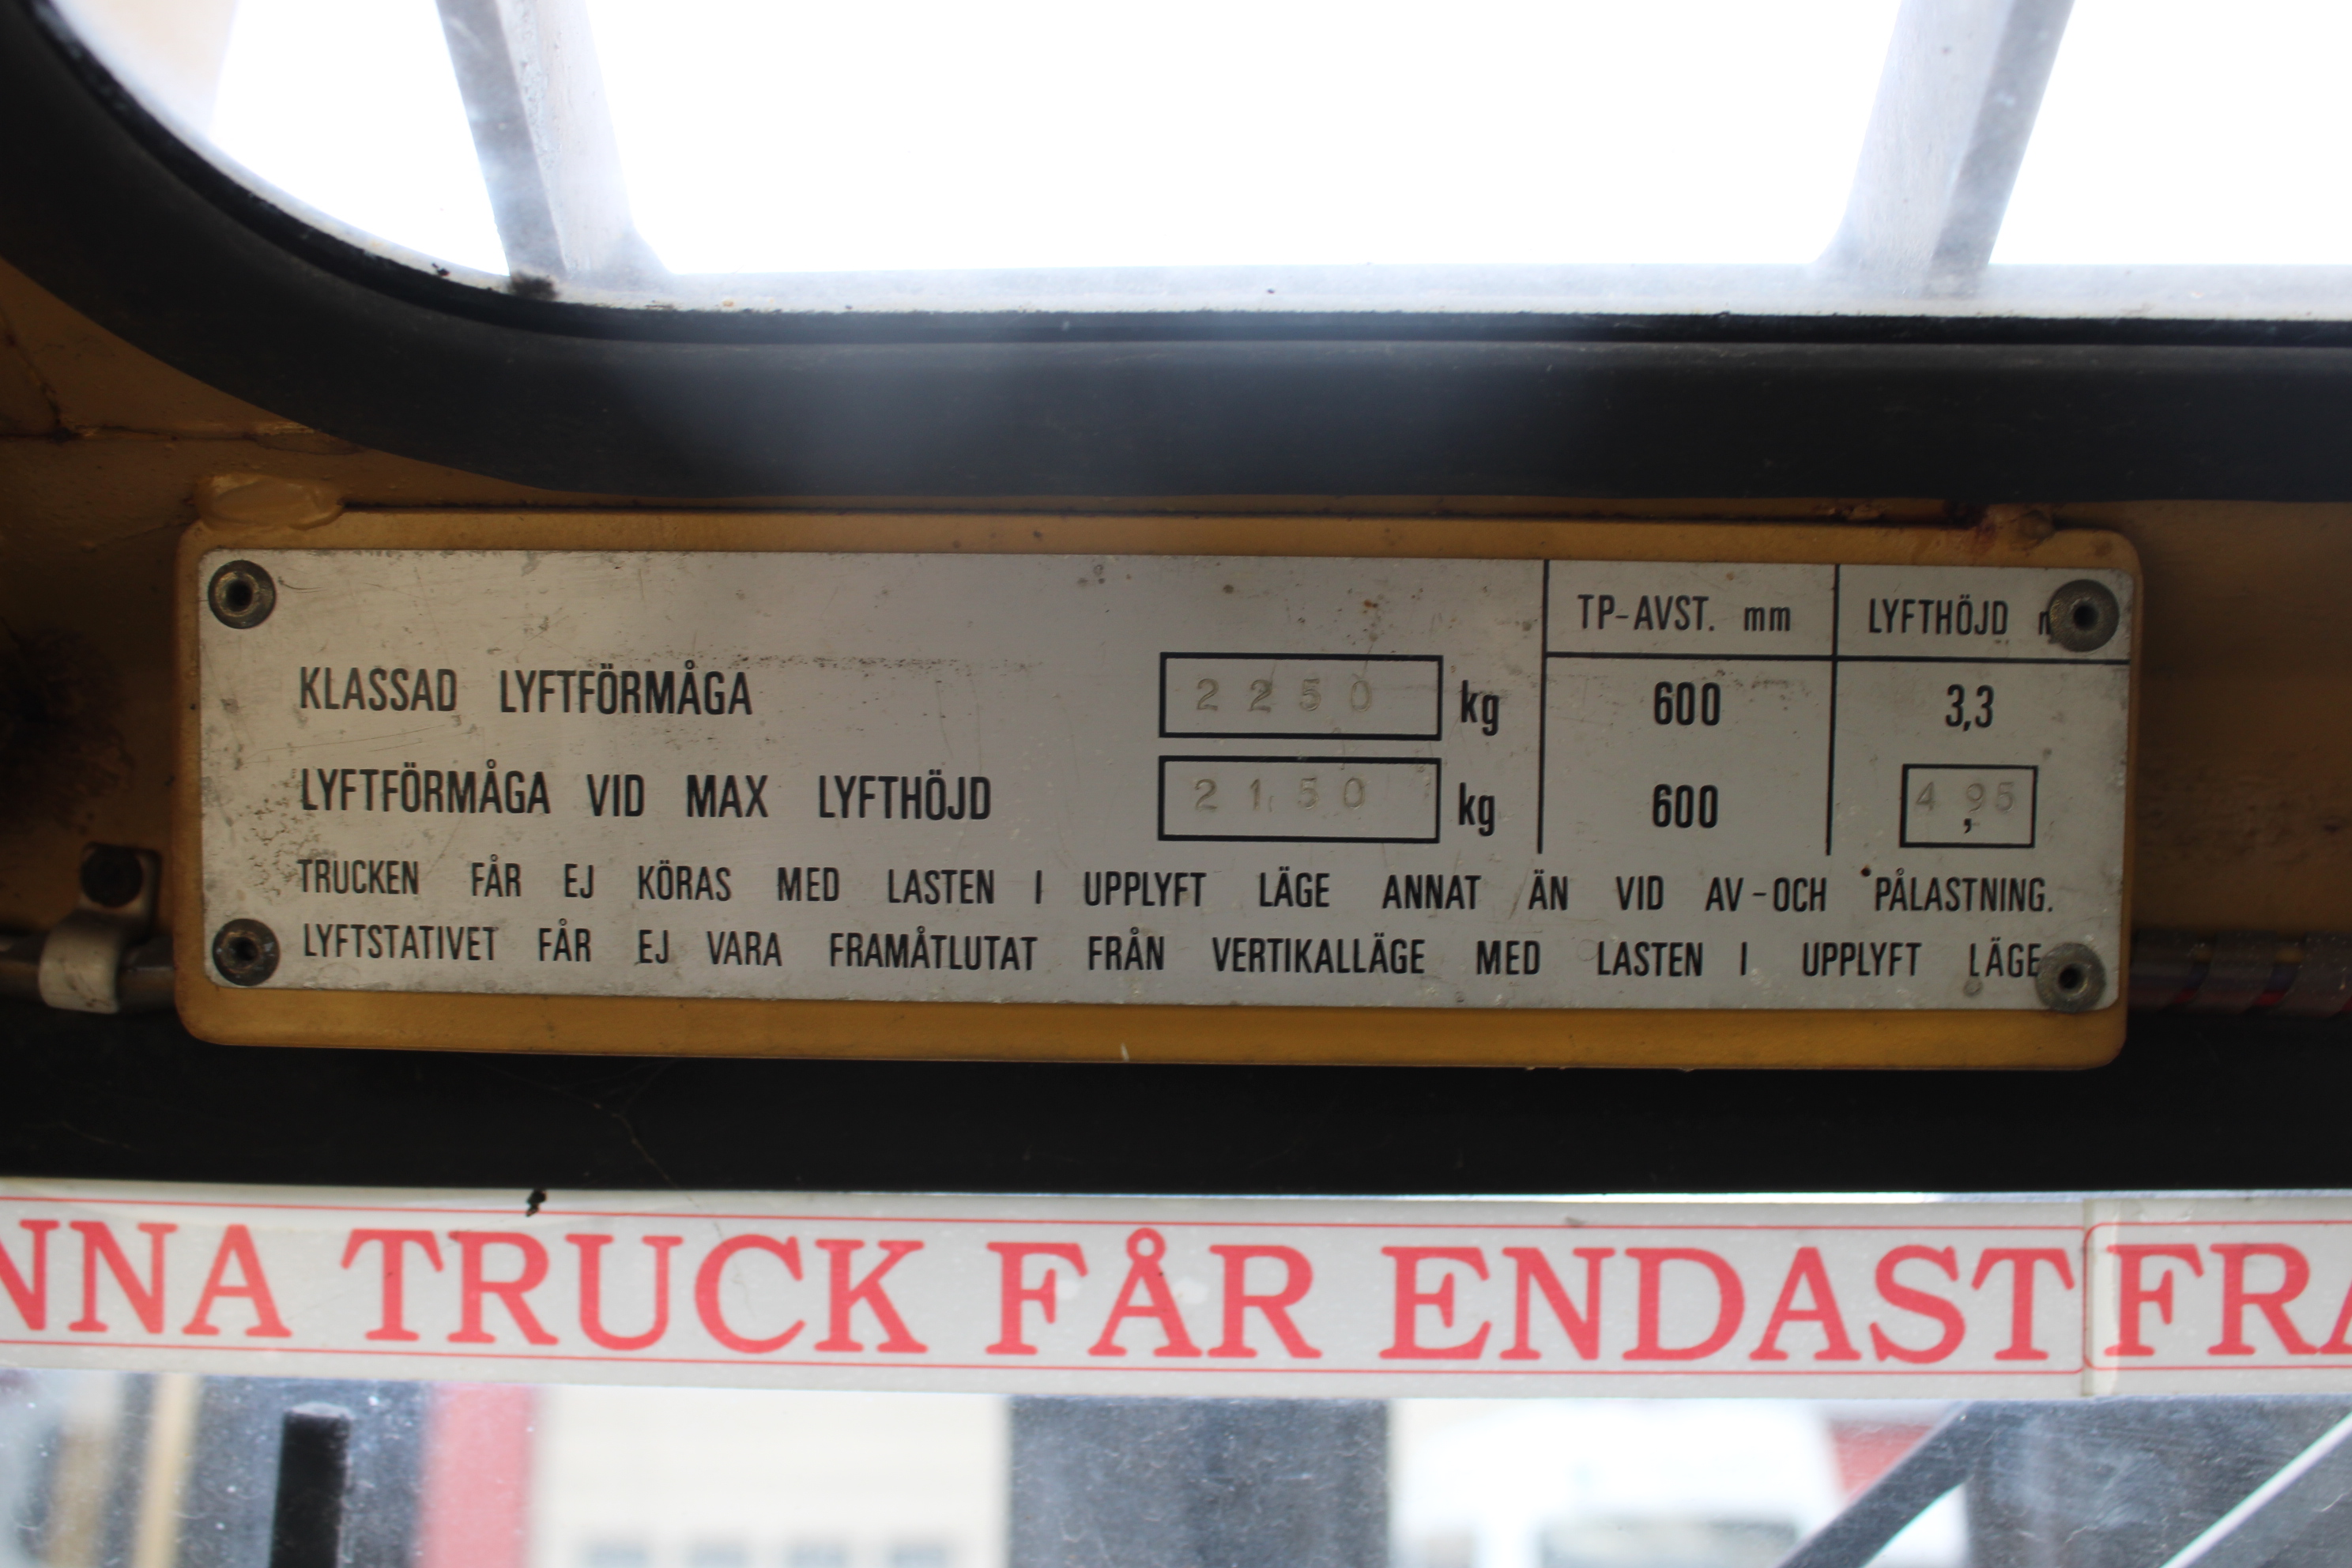 TP-AVST. mm LYFTHÖJD
KLASSAD LYFTFÖRMÅGA 2250 kg 600 3,3
LYFTFÖRMÅGA VID MAX LYFTHÖJD 2150 kg 600 4,95
TRUCKEN FÅR EJ KÖRAS MED LASTEN I UPPLYFT LÄGE ANNAT ÄN VID AV-OCH PÅLASTNING.
LYFTSTATIVET FÅR EJ VARA FRAMÅTLUTAT FRÅN VERTIKALLÄGE MED LASTEN I UPPLYFT LÄGE
NNA TRUCK FÅR ENDAST FRA